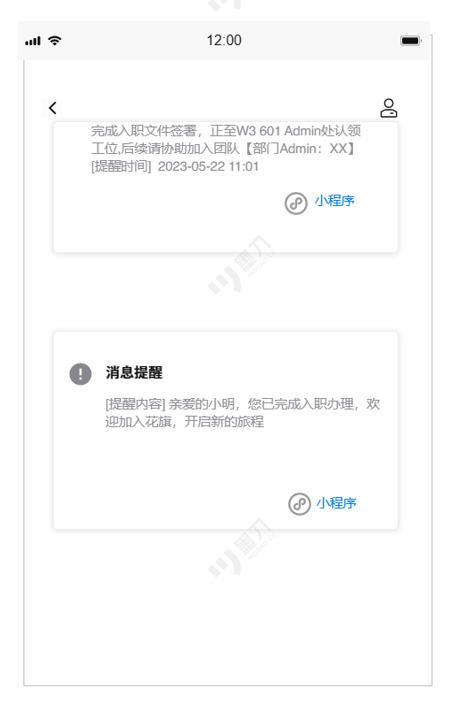 12:00
完成入职文件签署，正至W3 601 Admin处认领
工位,后续请协助加入团队【部门Admin：XX】
[提醒时间] 2023-05-22 11:01
小程序
墨刀
消息提醒
[提醒内容] 亲爱的小明，您已完成入职办理，欢
迎加入花旗，开启新的旅程
小程序
墨刀